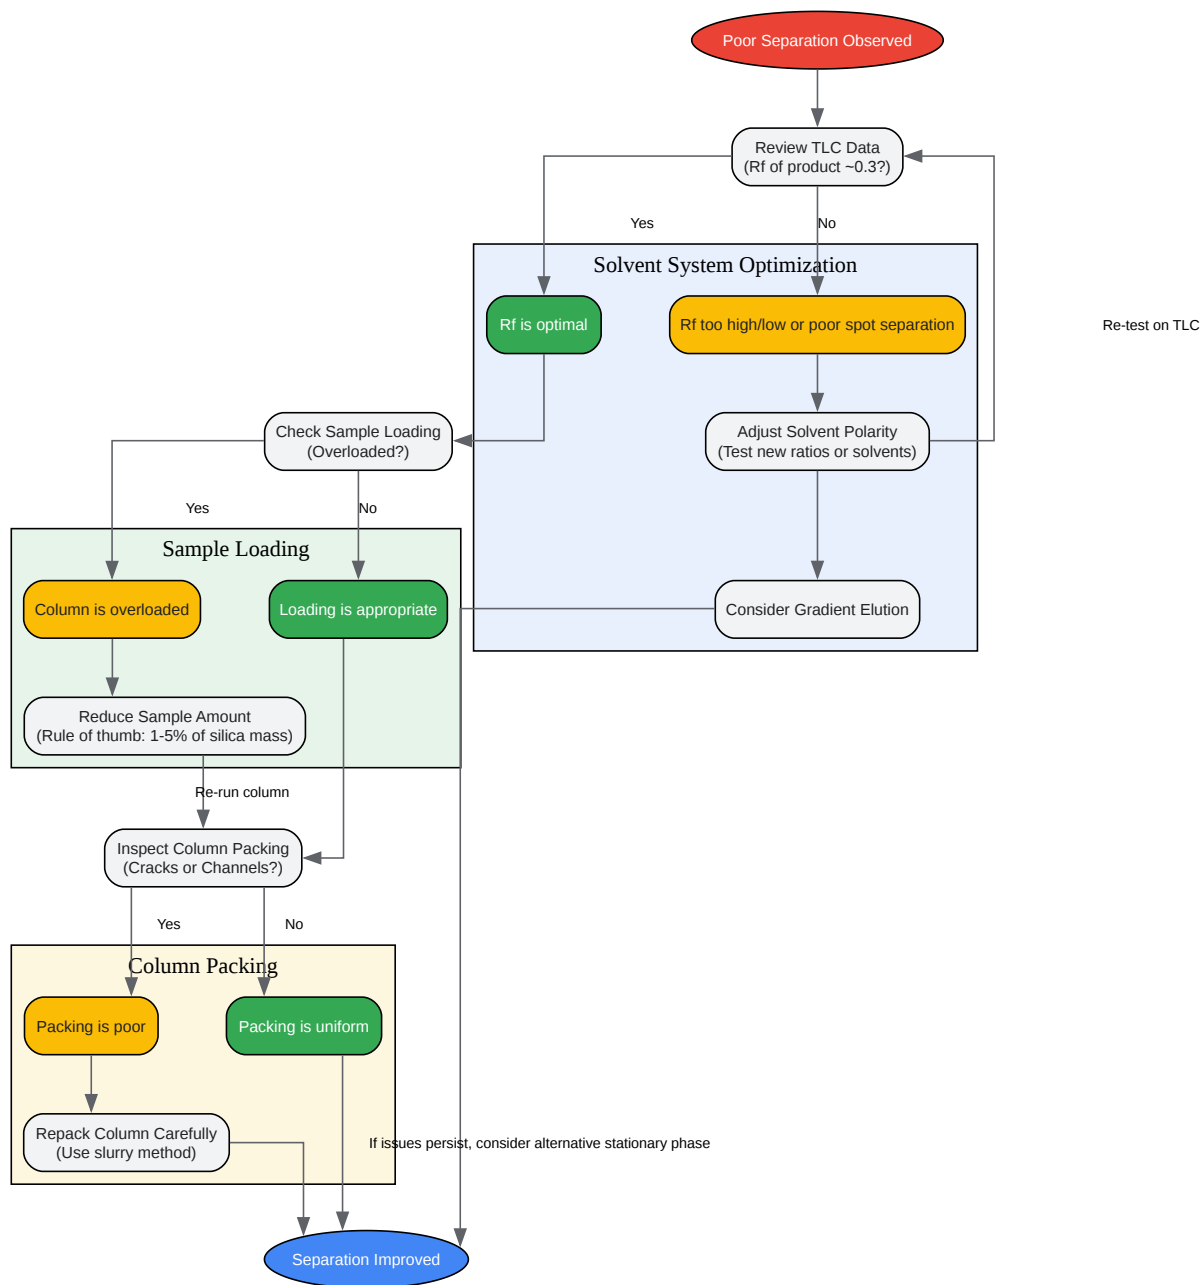 Poor Separation Observed
Review TLC Data
(Rf of product ~0.3?)
Yes
No
Solvent System Optimization
Rf is optimal
Rf too high/low or poor spot separation
Re-test on TLC
Check Sample Loading
(Overloaded?)
Adjust Solvent Polarity
(Test new ratios or solvents)
Yes
No
Sample Loading
Column is overloaded
Loading is appropriate
Consider Gradient Elution
Reduce Sample Amount
(Rule of thumb: 1-5% of silica mass)
Re-run column
Inspect Column Packing
(Cracks or Channels?)
Yes
No
Column Packing
Packing is poor
Packing is uniform
Repack Column Carefully
(Use slurry method)
If issues persist, consider alternative stationary phase
Separation Improved